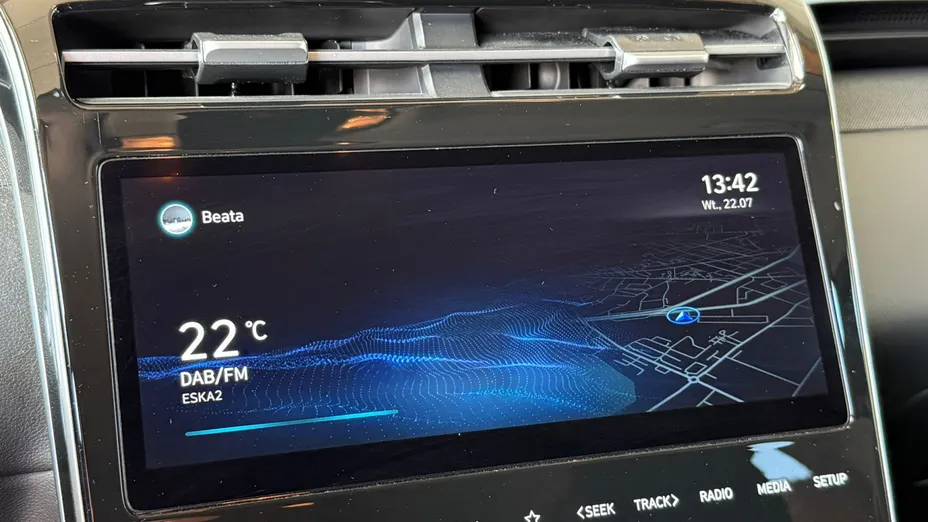 Beata
13:42
Wt., 22.07
22 °C
DAB/FM
ESKA2
☆ <SEEK TRACK> RADIO MEDIA SETUP